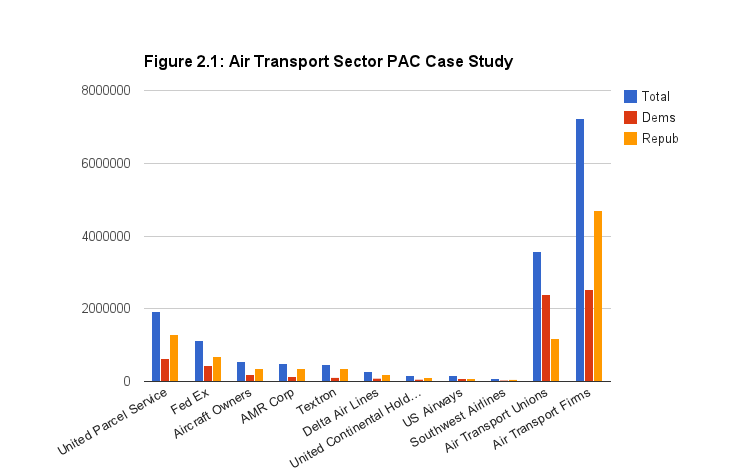 Figure 2.1: Air Transport Sector PAC Case Study
8000000
6000000
4000000
2000000
0
Total
Dems
Repub
United Parcel Service
Fed Ex
Aircraft Owners
AMR Corp
Textron
Delta Air Lines
United Continental Hold...
US Airways
Southwest Airlines
Air Transport Unions
Air Transport Firms